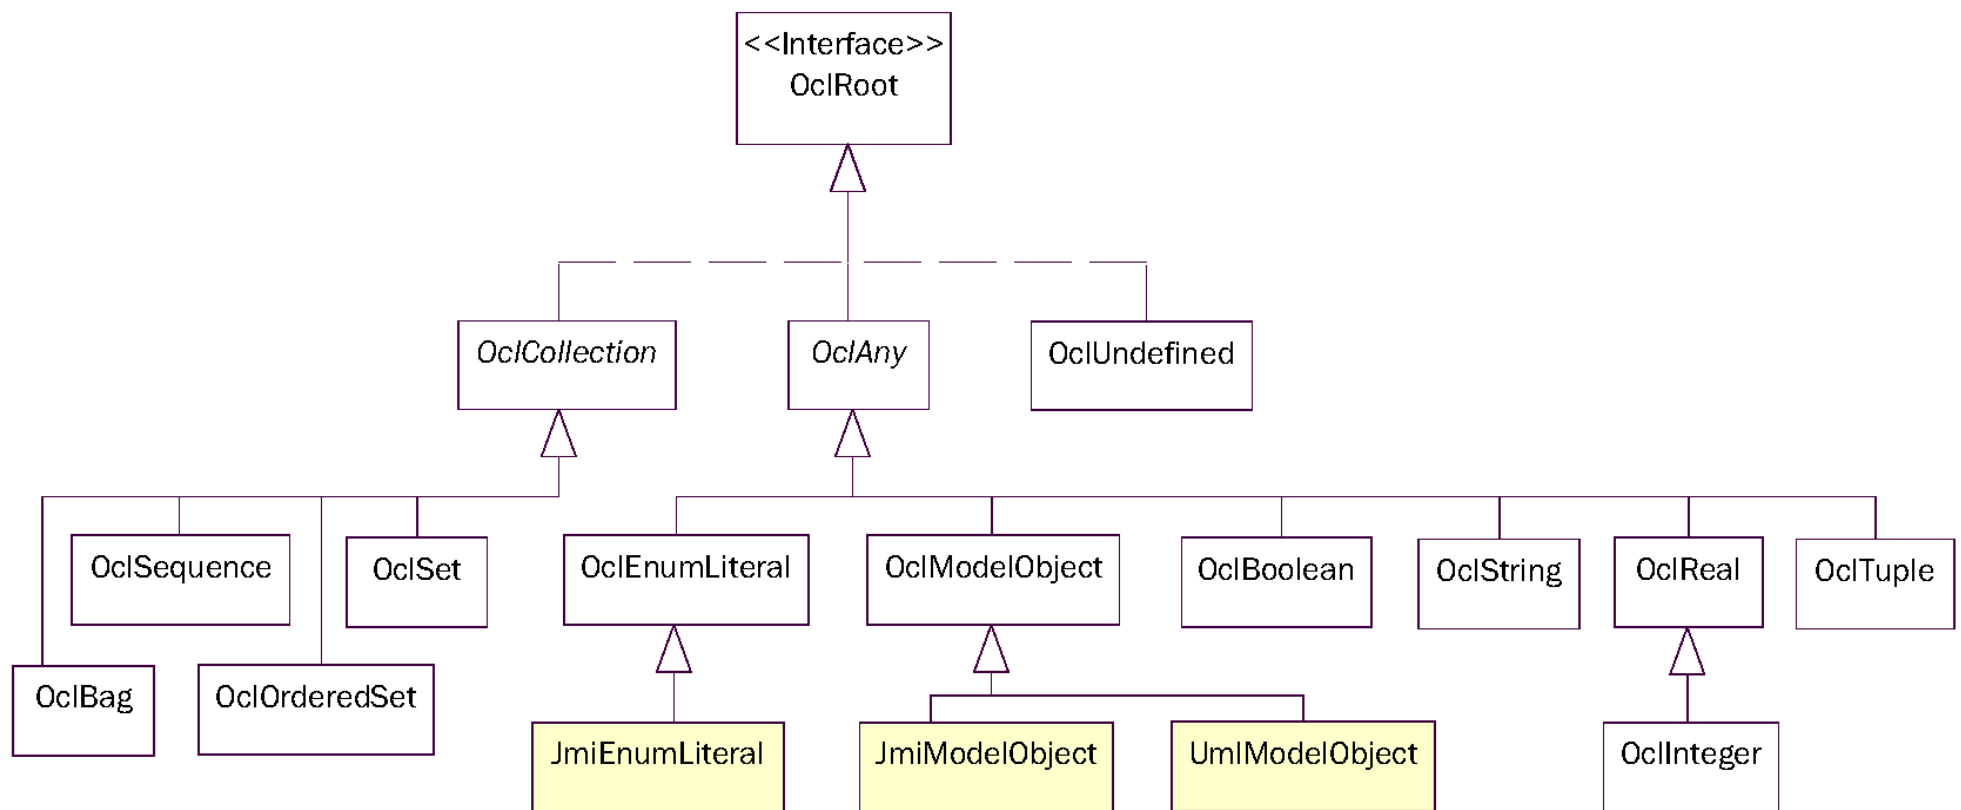 <<Interface>>
OclRoot
OclCollection
OclAny
OclUndefined
OclSequence
OclSet
OclEnumLiteral
OclModelObject
OclBoolean
OclString
OclReal
OclTuple
OclBag
OclOrderedSet
JmiEnumLiteral
JmiModelObject
UmlModelObject
OclInteger